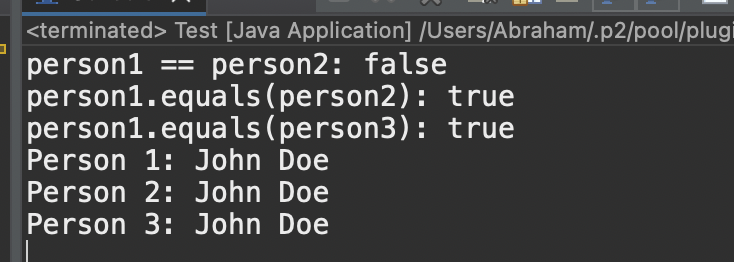 <terminated> Test [Java Application] /Users/Abraham/.p2/pool/plugi
person1 == person2: false
person1.equals(person2): true
person1.equals(person3): true
Person 1: John Doe
Person 2: John Doe
Person 3: John Doe